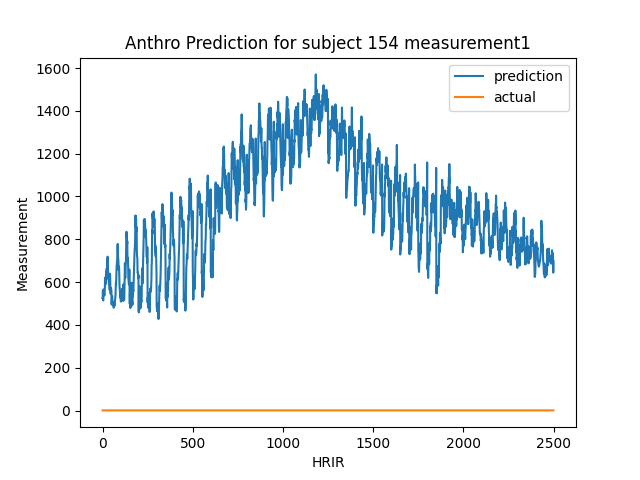 Anthro Prediction for subject 154 measurement1
prediction
actual
1600
1400
1200
1000
800
600
400
200
0
Measurement
0 500 1000 1500 2000 2500
HRIR